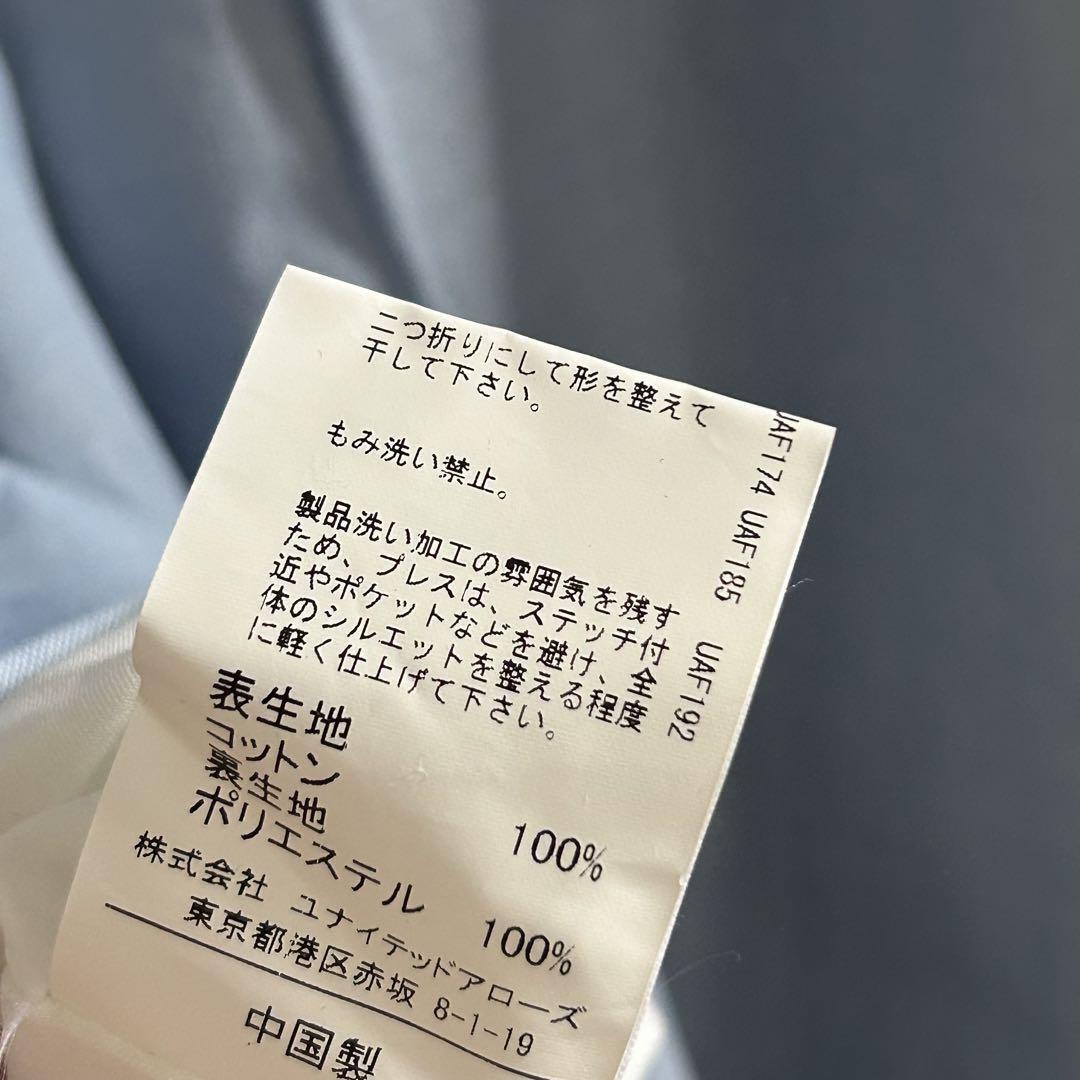 二つ折りにして形を整えて
干して下さい。
もみ洗い禁止。
製品洗い加工の雰囲気を残す
ため、プレスは、ステッチ付
近やポケットなどを避け、全
体のシルエットを整える程度
に軽く仕上げて下さい。
表生地
コットン 100%
裏生地
ポリエステル 100%
株式会社 ユナイテッドアローズ
東京都港区赤坂 8-1-19
中国製
UAF174 UAF185 UAF192